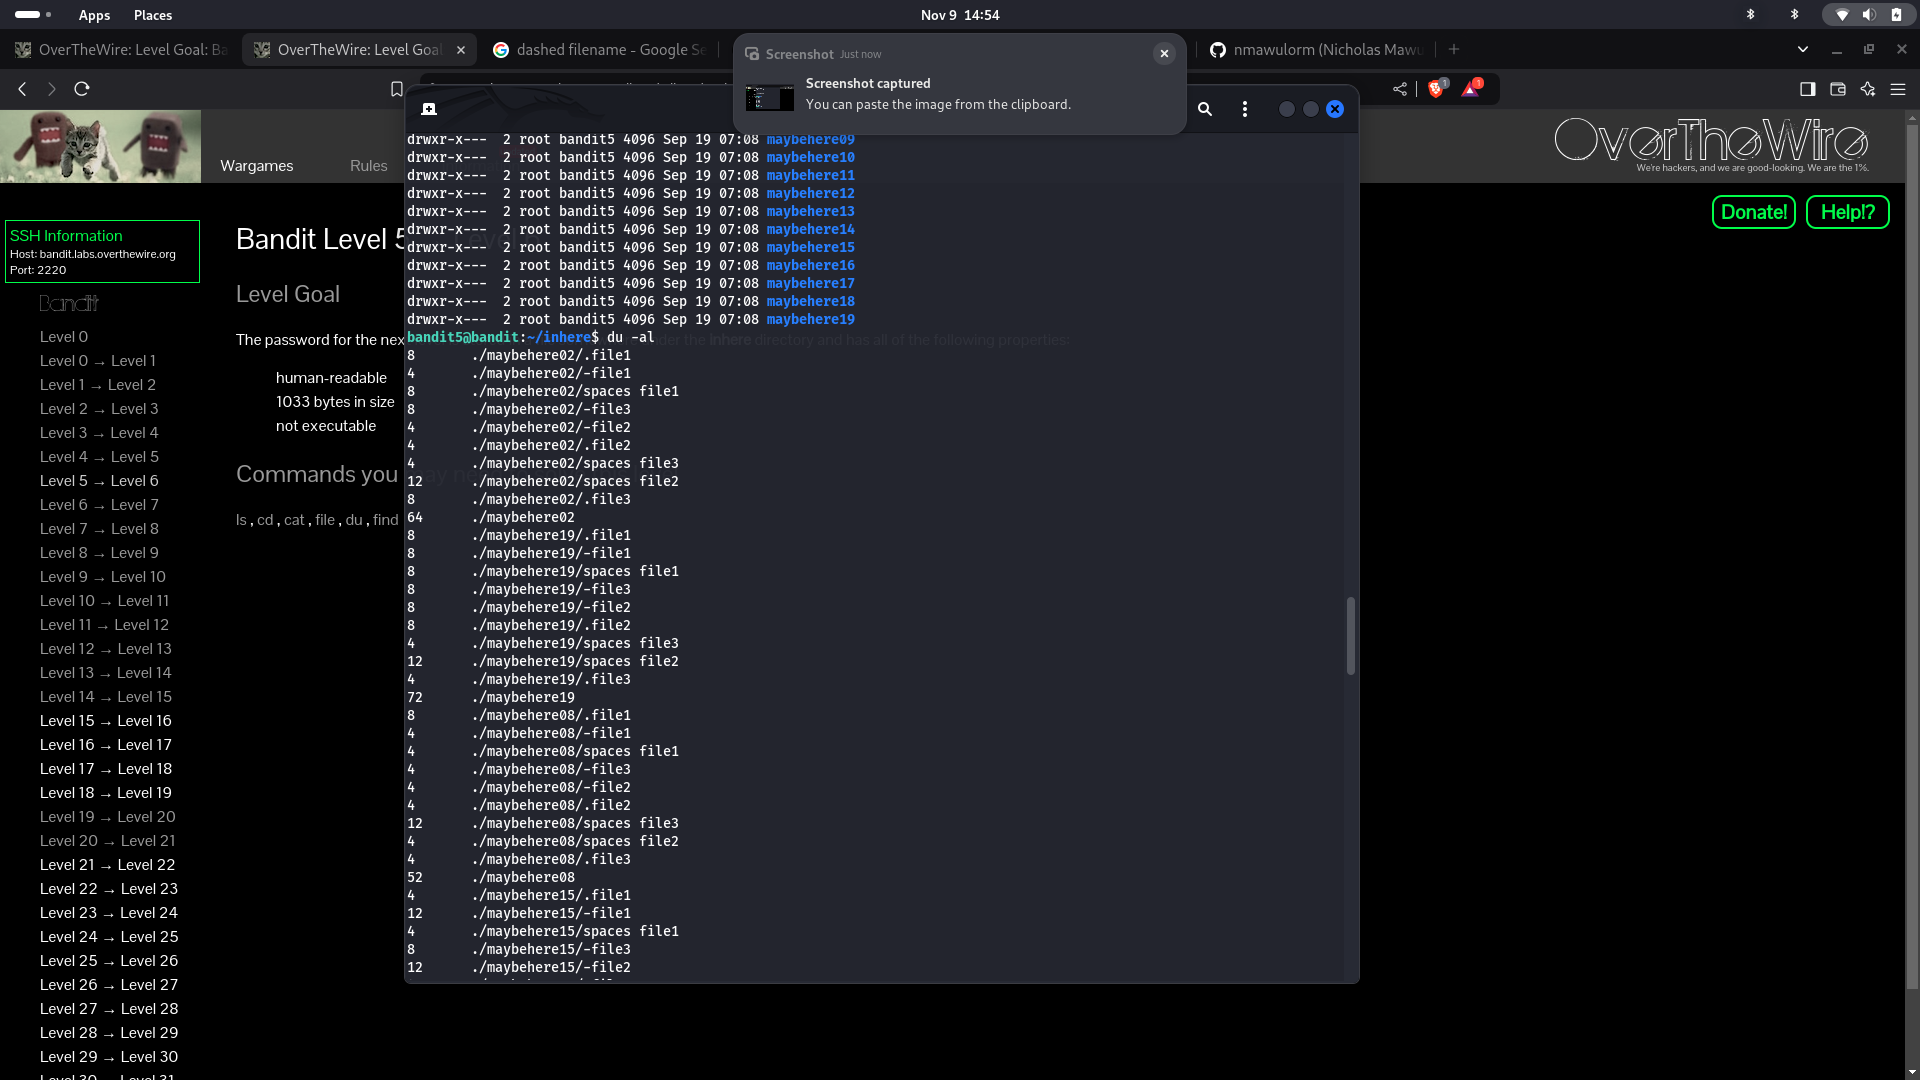 Apps Places Nov 9 14:54
OverTheWire: Level Goal: Ba
OverTheWire: Level Goal
dashed filename - Google Se
nmawulorm (Nicholas Mawu
Screenshot Just now
Screenshot captured
You can paste the image from the clipboard.
1 1
Wargames Rules
OverTheWire
We're hackers, and we are good-looking. We are the 1%.
Donate! Help!?
SSH Information
Host: bandit.labs.overthewire.org
Port: 2220
Bandit
Level 0
Level 0 → Level 1
Level 1 → Level 2
Level 2 → Level 3
Level 3 → Level 4
Level 4 → Level 5
Level 5 → Level 6
Level 6 → Level 7
Level 7 → Level 8
Level 8 → Level 9
Level 9 → Level 10
Level 10 → Level 11
Level 11 → Level 12
Level 12 → Level 13
Level 13 → Level 14
Level 14 → Level 15
Level 15 → Level 16
Level 16 → Level 17
Level 17 → Level 18
Level 18 → Level 19
Level 19 → Level 20
Level 20 → Level 21
Level 21 → Level 22
Level 22 → Level 23
Level 23 → Level 24
Level 24 → Level 25
Level 25 → Level 26
Level 26 → Level 27
Level 27 → Level 28
Level 28 → Level 29
Level 29 → Level 30
Level 30 → Level 31
Bandit Level 5
Level Goal
The password for the nex
under the inhere directory and has all of the following properties:
human-readable
1033 bytes in size
not executable
Commands you may ne
ls , cd , cat , file , du , find
drwxr-x--- 2 root bandit5 4096 Sep 19 07:08 maybehere09
drwxr-x--- 2 root bandit5 4096 Sep 19 07:08 maybehere10
drwxr-x--- 2 root bandit5 4096 Sep 19 07:08 maybehere11
drwxr-x--- 2 root bandit5 4096 Sep 19 07:08 maybehere12
drwxr-x--- 2 root bandit5 4096 Sep 19 07:08 maybehere13
drwxr-x--- 2 root bandit5 4096 Sep 19 07:08 maybehere14
drwxr-x--- 2 root bandit5 4096 Sep 19 07:08 maybehere15
drwxr-x--- 2 root bandit5 4096 Sep 19 07:08 maybehere16
drwxr-x--- 2 root bandit5 4096 Sep 19 07:08 maybehere17
drwxr-x--- 2 root bandit5 4096 Sep 19 07:08 maybehere18
drwxr-x--- 2 root bandit5 4096 Sep 19 07:08 maybehere19
bandit5@bandit:~/inhere$ du -al
8 ./maybehere02/.file1
4 ./maybehere02/-file1
8 ./maybehere02/spaces file1
8 ./maybehere02/-file3
4 ./maybehere02/-file2
4 ./maybehere02/.file2
4 ./maybehere02/spaces file3
12 ./maybehere02/spaces file2
8 ./maybehere02/.file3
64 ./maybehere02
8 ./maybehere19/.file1
8 ./maybehere19/-file1
8 ./maybehere19/spaces file1
8 ./maybehere19/-file3
8 ./maybehere19/-file2
8 ./maybehere19/.file2
4 ./maybehere19/spaces file3
12 ./maybehere19/spaces file2
4 ./maybehere19/.file3
72 ./maybehere19
8 ./maybehere08/.file1
4 ./maybehere08/-file1
4 ./maybehere08/spaces file1
4 ./maybehere08/-file3
4 ./maybehere08/-file2
4 ./maybehere08/.file2
12 ./maybehere08/spaces file3
4 ./maybehere08/spaces file2
4 ./maybehere08/.file3
52 ./maybehere08
4 ./maybehere15/.file1
12 ./maybehere15/-file1
4 ./maybehere15/spaces file1
8 ./maybehere15/-file3
12 ./maybehere15/-file2